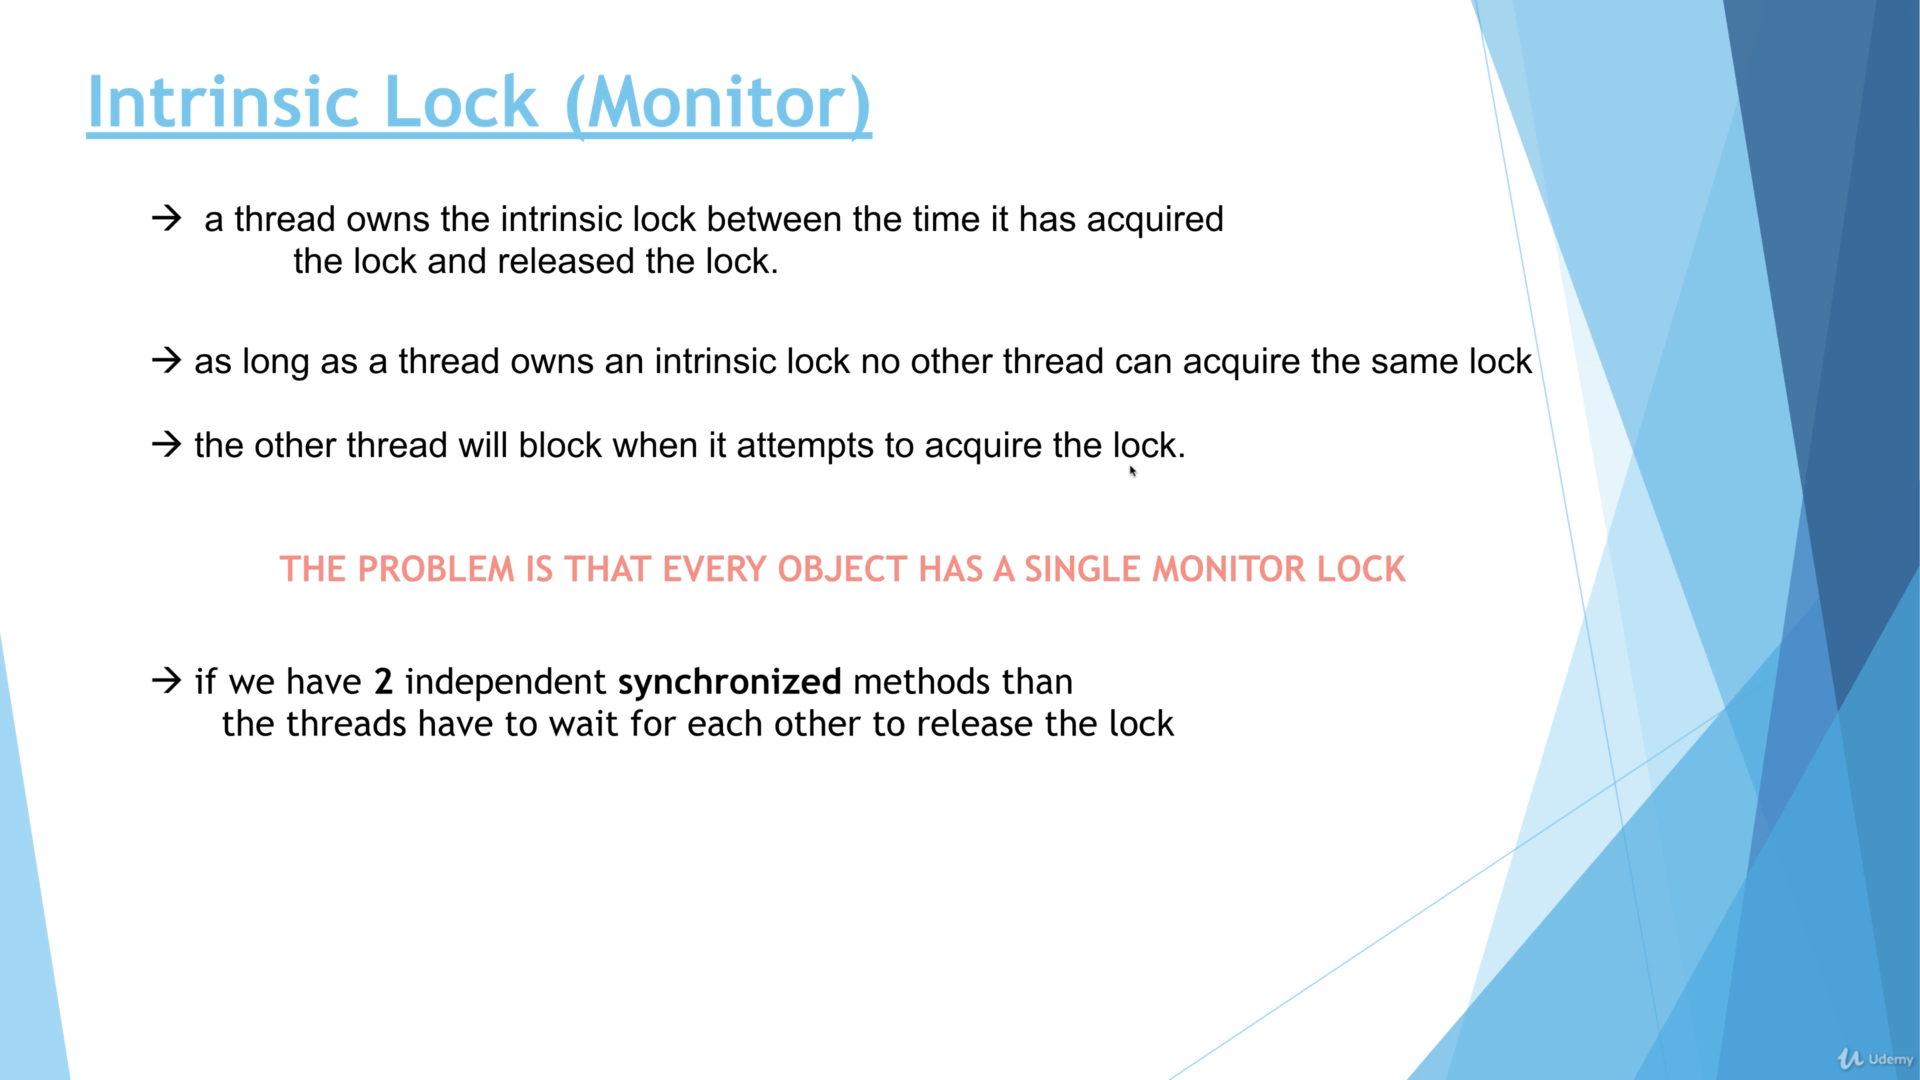 Intrinsic Lock (Monitor)
→ a thread owns the intrinsic lock between the time it has acquired
the lock and released the lock.
→ as long as a thread owns an intrinsic lock no other thread can acquire the same lock
→ the other thread will block when it attempts to acquire the lock.
THE PROBLEM IS THAT EVERY OBJECT HAS A SINGLE MONITOR LOCK
→ if we have 2 independent synchronized methods than
the threads have to wait for each other to release the lock
Udemy